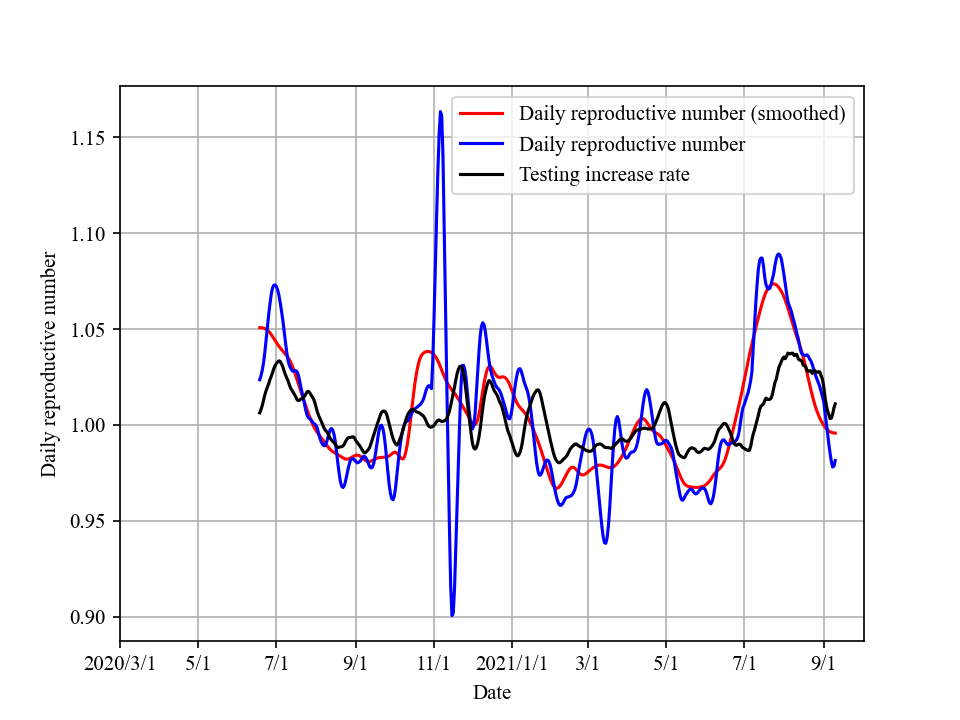 Daily reproductive number (smoothed)
Daily reproductive number
Testing increase rate
Daily reproductive number
1.15
1.10
1.05
1.00
0.95
0.90
2020/3/1 5/1 7/1 9/1 11/1 2021/1/1 3/1 5/1 7/1 9/1
Date